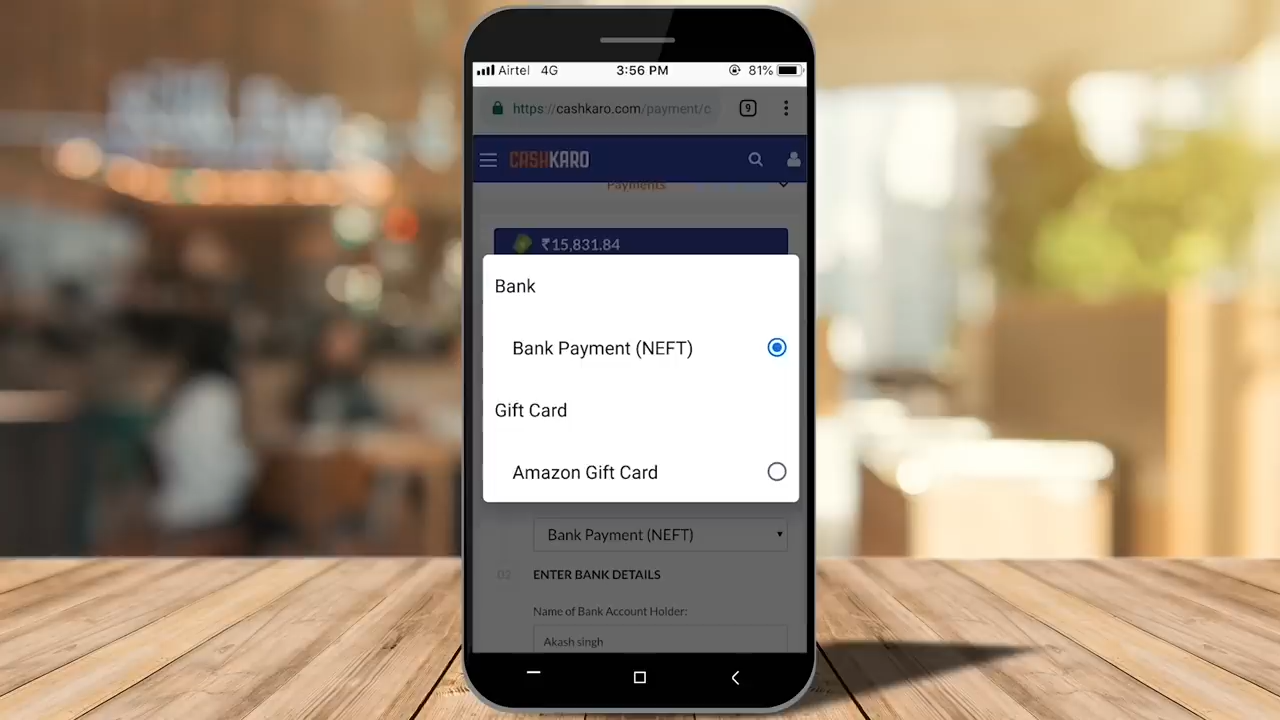 Airtel 4G 3:56 PM 81%
https://cashkaro.com/payment/c 9
CASHKARO
Payments
₹15,831.84
Bank
Bank Payment (NEFT)
Gift Card
Amazon Gift Card
Bank Payment (NEFT)
02 ENTER BANK DETAILS
Name of Bank Account Holder:
Akash singh